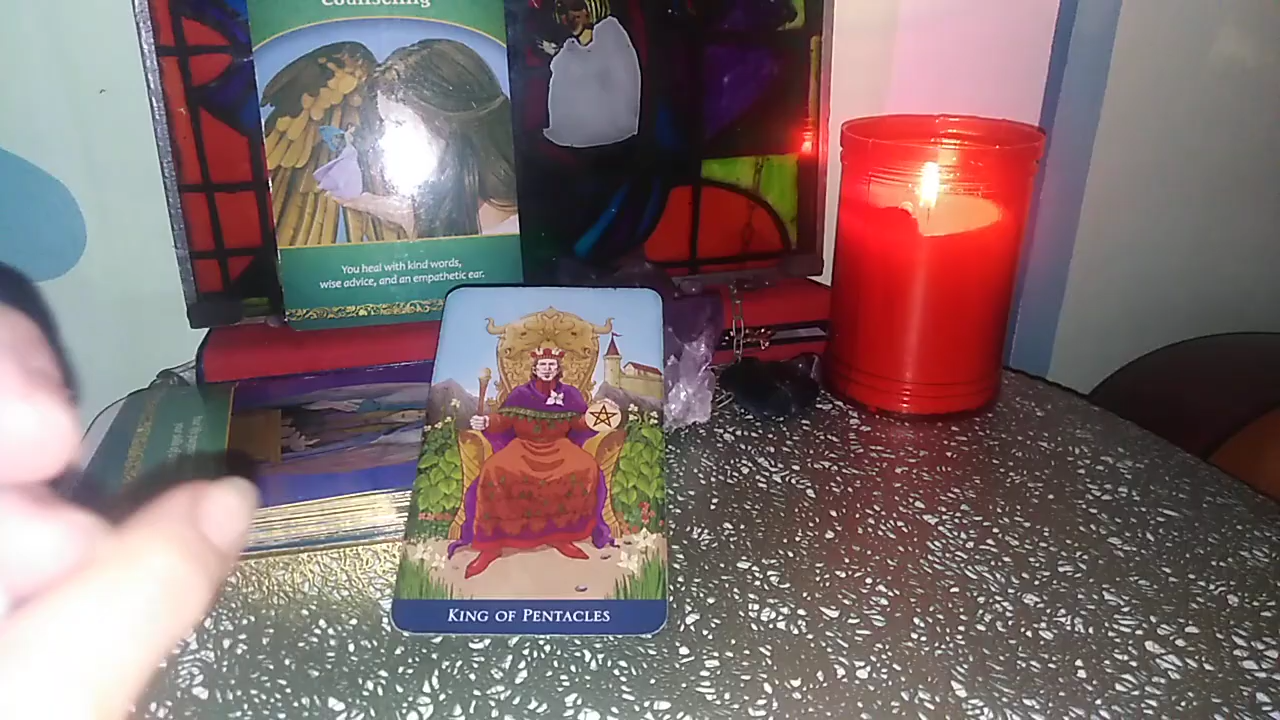 Counselling
You heal with kind words,
wise advice, and an empathetic ear.
KING OF PENTACLES